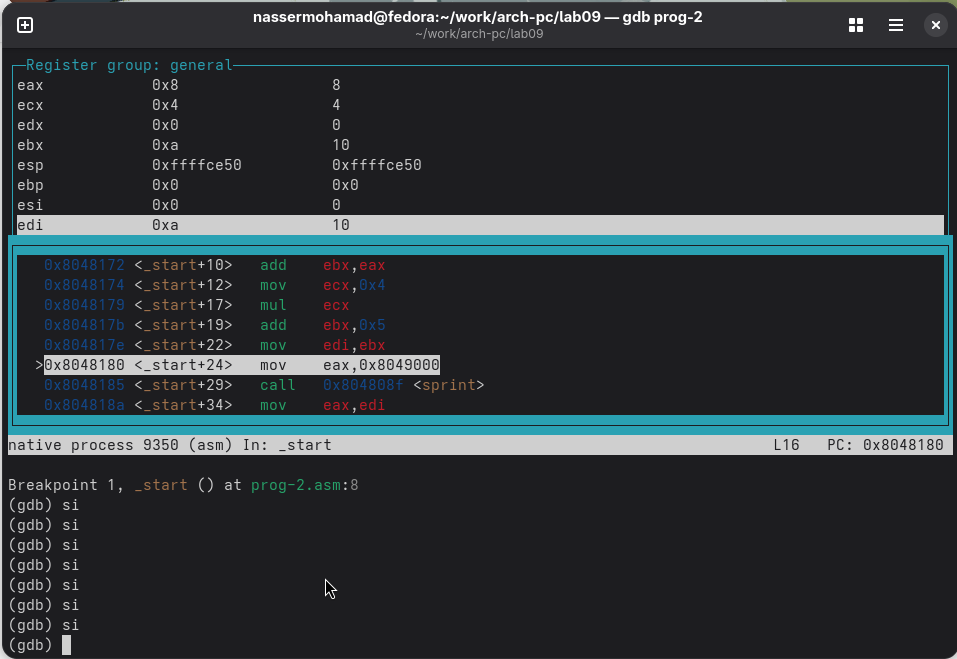 nassermohamad@fedora:~/work/arch-pc/lab09 — gdb prog-2
~/work/arch-pc/lab09
Register group: general
eax 0x8 8
ecx 0x4 4
edx 0x0 0
ebx 0xa 10
esp 0xffffce50 0xffffce50
ebp 0x0 0x0
esi 0x0 0
edi 0xa 10
0x8048172 <_start+10> add ebx,eax
0x8048174 <_start+12> mov ecx,0x4
0x8048179 <_start+17> mul ecx
0x804817b <_start+19> add ebx,0x5
0x804817e <_start+22> mov edi,ebx
>0x8048180 <_start+24> mov eax,0x8049000
0x8048185 <_start+29> call 0x804808f <sprint>
0x804818a <_start+34> mov eax,edi
native process 9350 (asm) In: _start L16 PC: 0x8048180
Breakpoint 1, _start () at prog-2.asm:8
(gdb) si
(gdb) si
(gdb) si
(gdb) si
(gdb) si
(gdb) si
(gdb) si
(gdb)